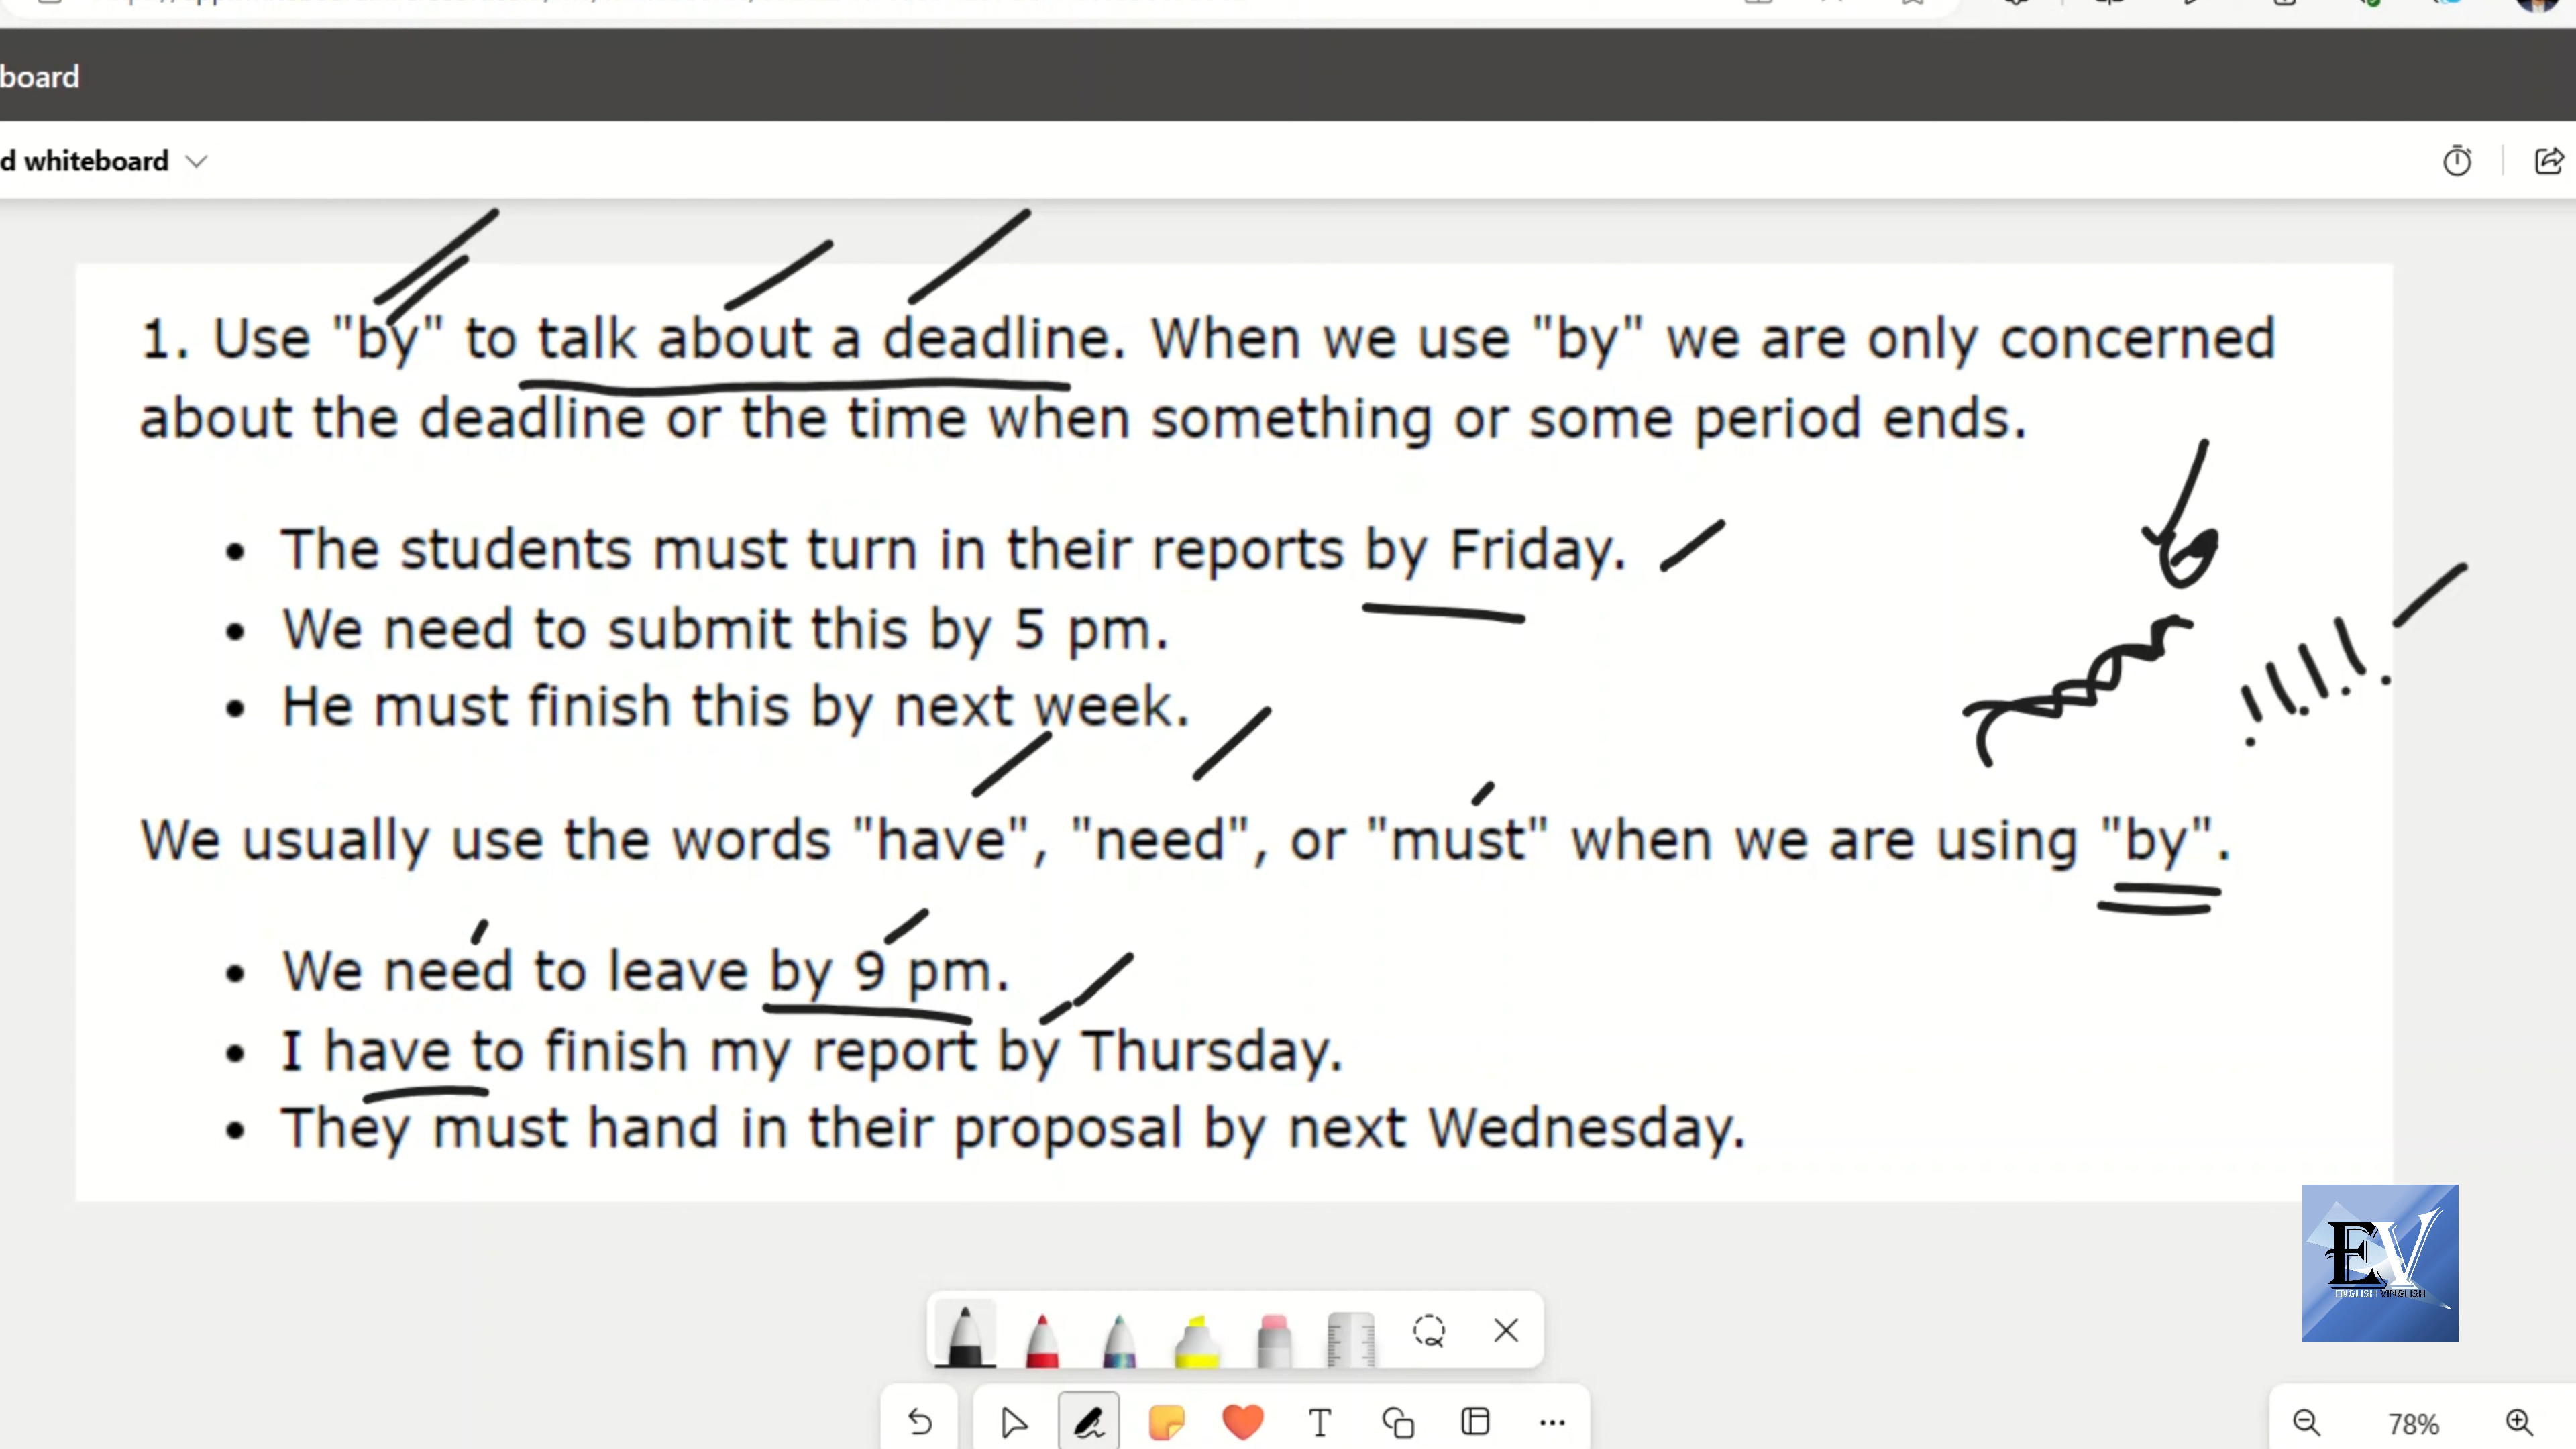 board
d whiteboard
1. Use "by" to talk about a deadline. When we use "by" we are only concerned
about the deadline or the time when something or some period ends.
• The students must turn in their reports by Friday.
• We need to submit this by 5 pm.
• He must finish this by next week.
We usually use the words "have", "need", or "must" when we are using "by".
• We need to leave by 9 pm.
• I have to finish my report by Thursday.
• They must hand in their proposal by next Wednesday.
EV
ENGLISH VINGLISH
78%